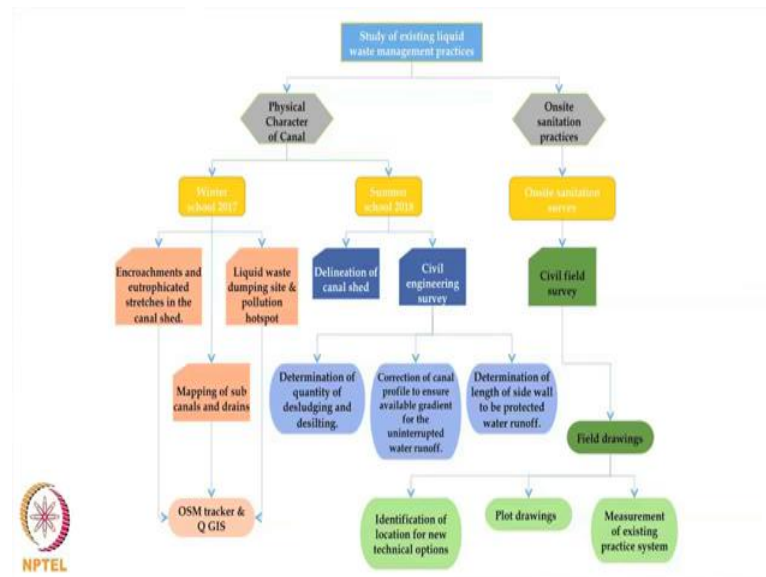 Study of existing liquid
waste management practices
Physical
Character
of Canal
Onsite
sanitation
practices
Winter
school 2017
Summer
school 2018
Onsite sanitation
survey
Encroachments and
eutrophicated
stretches in the
canal shed.
Liquid waste
dumping site &
pollution
hotspot
Delineation of
canal shed
Civil
engineering
survey
Civil field
survey
Mapping of sub
canals and drains
Determination of
quantity of
desludging and
desilting.
Correction of canal
profile to ensure
available gradient
for the
uninterrupted
water runoff.
Determination of
length of side wall
to be protected
water runoff.
Field drawings
OSM tracker &
Q GIS
Identification of
location for new
technical options
Plot drawings
Measurement of
existing
practice system
NPTEL